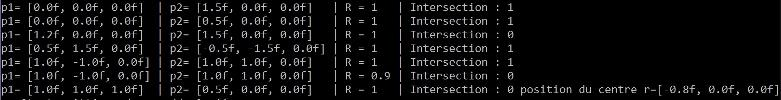 p1= [0.0f, 0.0f, 0.0f] | p2= [1.5f, 0.0f, 0.0f] | R = 1 | Intersection : 1
p1= [0.0f, 0.0f, 0.0f] | p2= [0.5f, 0.0f, 0.0f] | R = 1 | Intersection : 1
p1= [1.2f, 0.0f, 0.0f] | p2= [1.5f, 0.0f, 0.0f] | R = 1 | Intersection : 0
p1= [0.5f, 1.5f, 0.0f] | p2= [-0.5f, -1.5f, 0.0f] | R = 1 | Intersection : 1
p1= [1.0f, -1.0f, 0.0f] | p2= [1.0f, 1.0f, 0.0f] | R = 1 | Intersection : 1
p1= [1.0f, -1.0f, 0.0f] | p2= [1.0f, 1.0f, 0.0f] | R = 0.9 | Intersection : 0
p1= [1.0f, 1.0f, 1.0f] | p2= [0.5f, 0.0f, 0.0f] | R = 1 | Intersection : 0 position du centre r=[-0.8f, 0.0f, 0.0f]